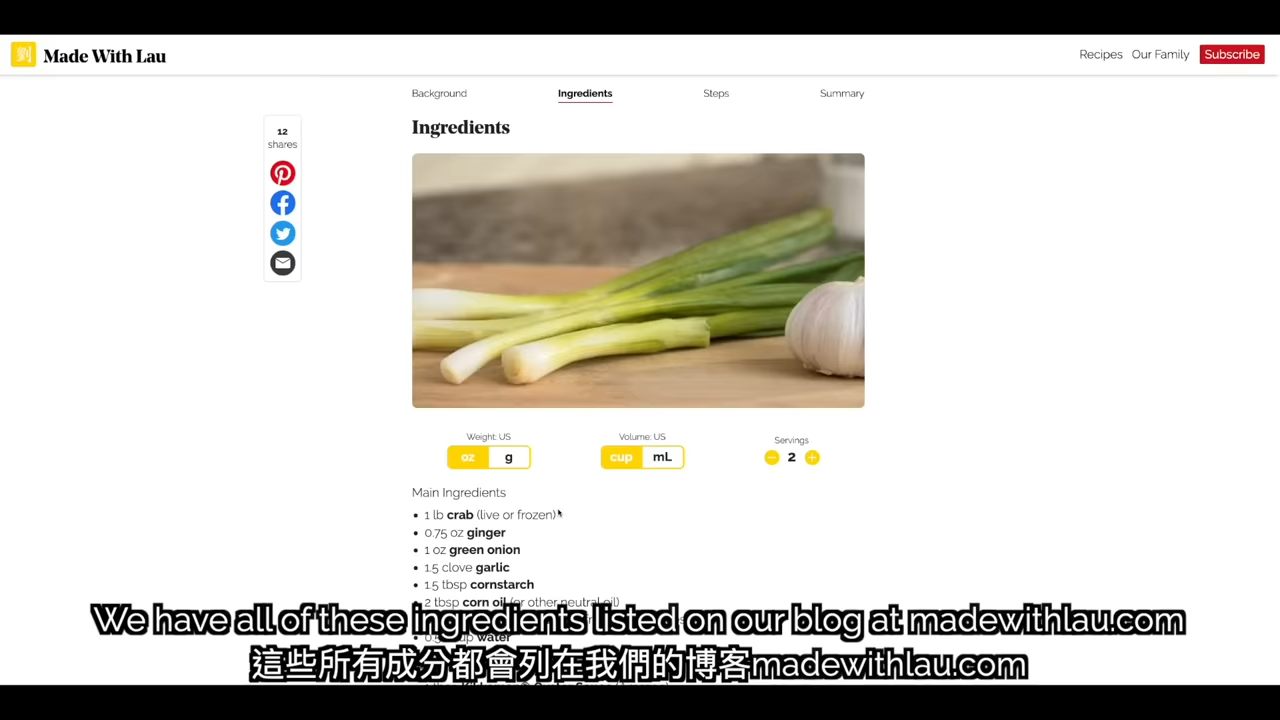 劉 Made With Lau
Recipes Our Family Subscribe
Background Ingredients Steps Summary
12
shares
Ingredients
Weight: US
oz g
Volume: US
cup mL
Servings
2
Main Ingredients
1 lb crab (live or frozen)
0.75 oz ginger
1 oz green onion
1.5 clove garlic
1.5 tbsp cornstarch
2 tbsp corn oil (or other neutral oil)
water
We have all of these ingredients listed on our blog at madewithlau.com
這些所有成分都會列在我們的博客madewithlau.com